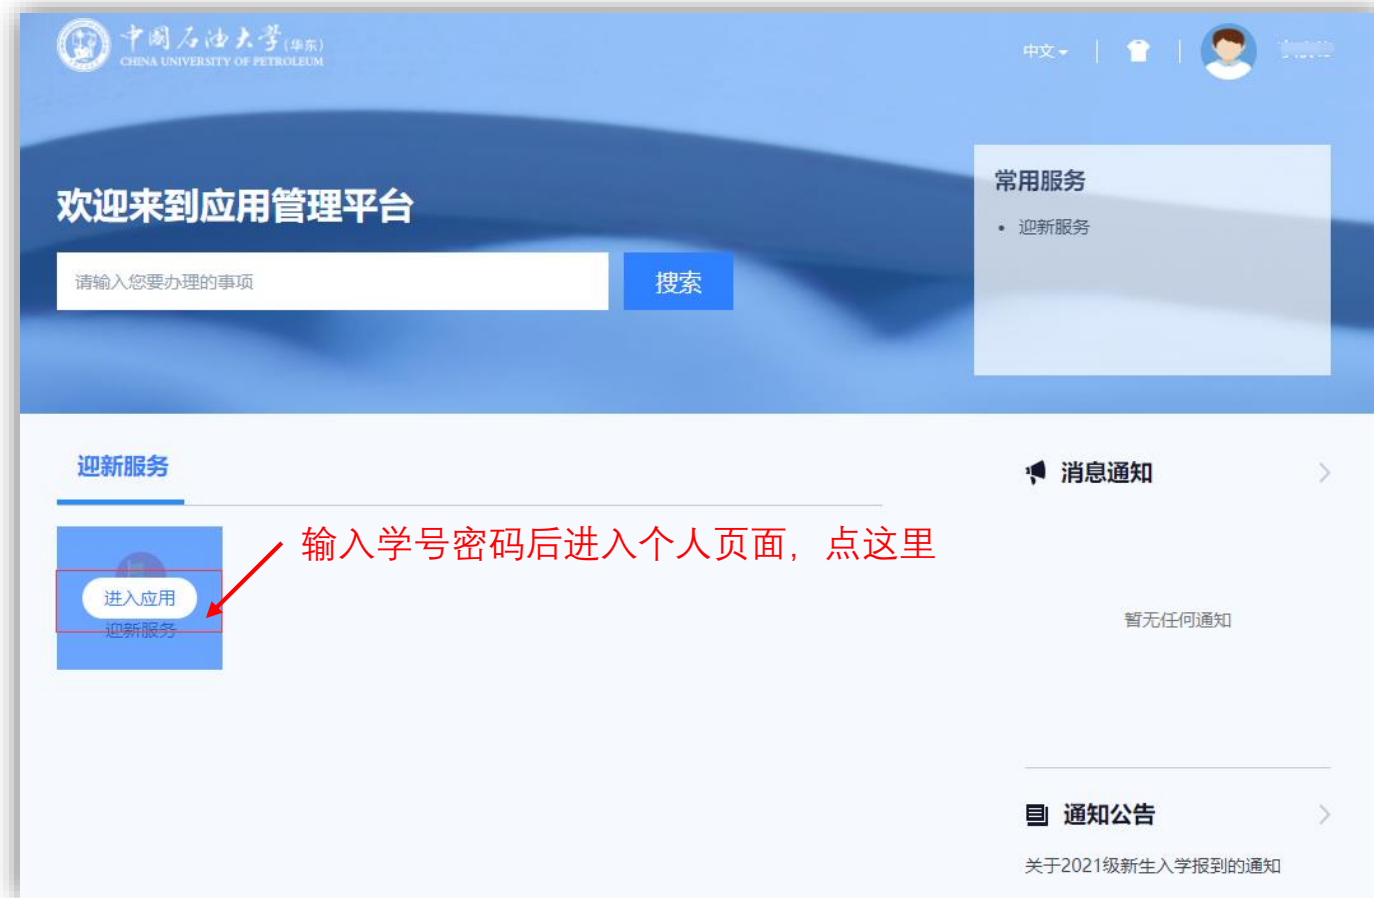 中国石油大学(华东)
CHINA UNIVERSITY OF PETROLEUM
中文
欢迎来到应用管理平台
请输入您要办理的事项
搜索
常用服务
• 迎新服务
迎新服务
输入学号密码后进入个人页面，点这里
进入应用
迎新服务
消息通知
暂无任何通知
通知公告
关于2021级新生入学报到的通知